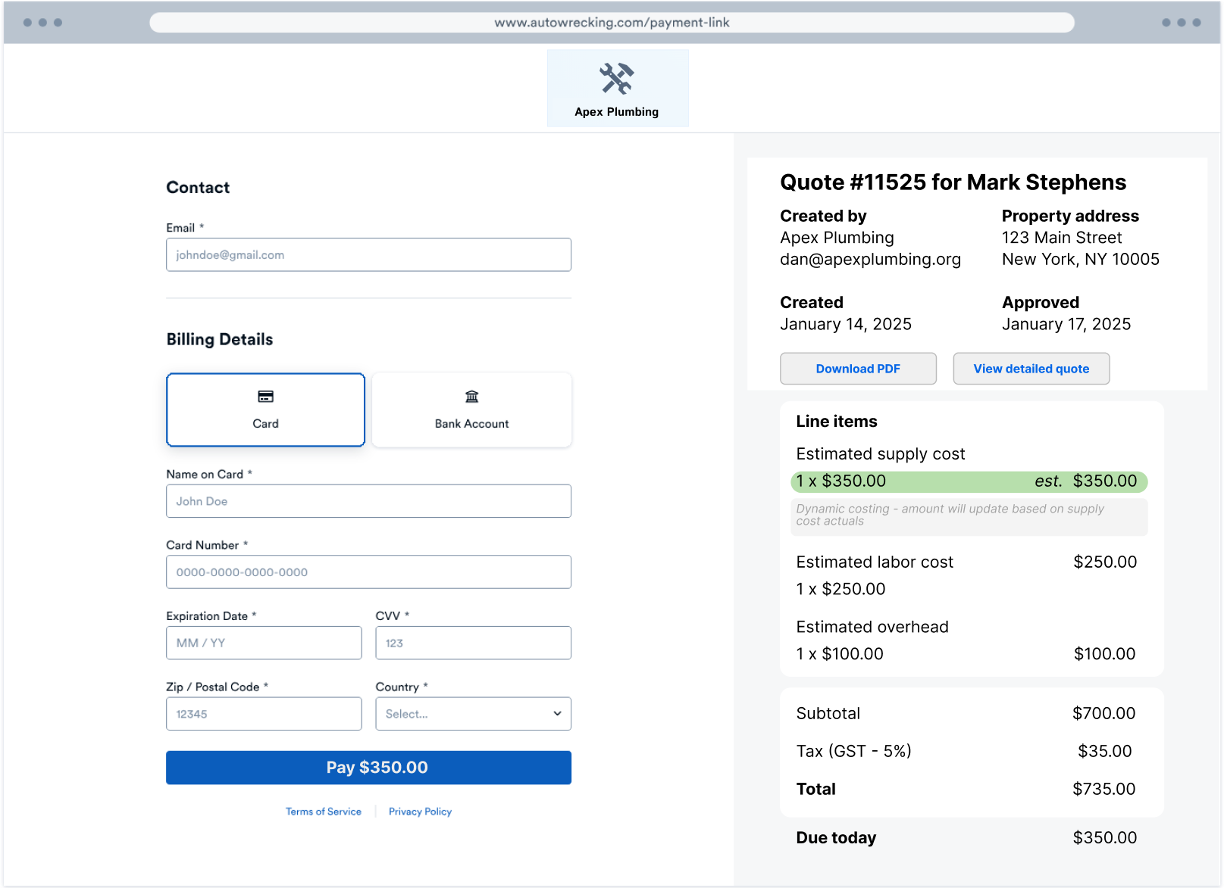 www.autowrecking.com/payment-link
Apex Plumbing
Contact
Email *
johndoe@gmail.com
Billing Details
Card
Bank Account
Name on Card *
John Doe
Card Number *
0000-0000-0000-0000
Expiration Date *
CVV *
MM / YY
123
Zip / Postal Code *
Country *
12345
Select...
Pay $350.00
Terms of Service
Privacy Policy
Quote #11525 for Mark Stephens
Created by
Property address
Apex Plumbing
123 Main Street
dan@apexplumbing.org
New York, NY 10005
Created
Approved
January 14, 2025
January 17, 2025
Download PDF
View detailed quote
Line items
Estimated supply cost
1 x $350.00 est. $350.00
Dynamic costing - amount will update based on supply
cost actuals
Estimated labor cost $250.00
1 x $250.00
Estimated overhead
1 x $100.00 $100.00
Subtotal $700.00
Tax (GST - 5%) $35.00
Total $735.00
Due today $350.00